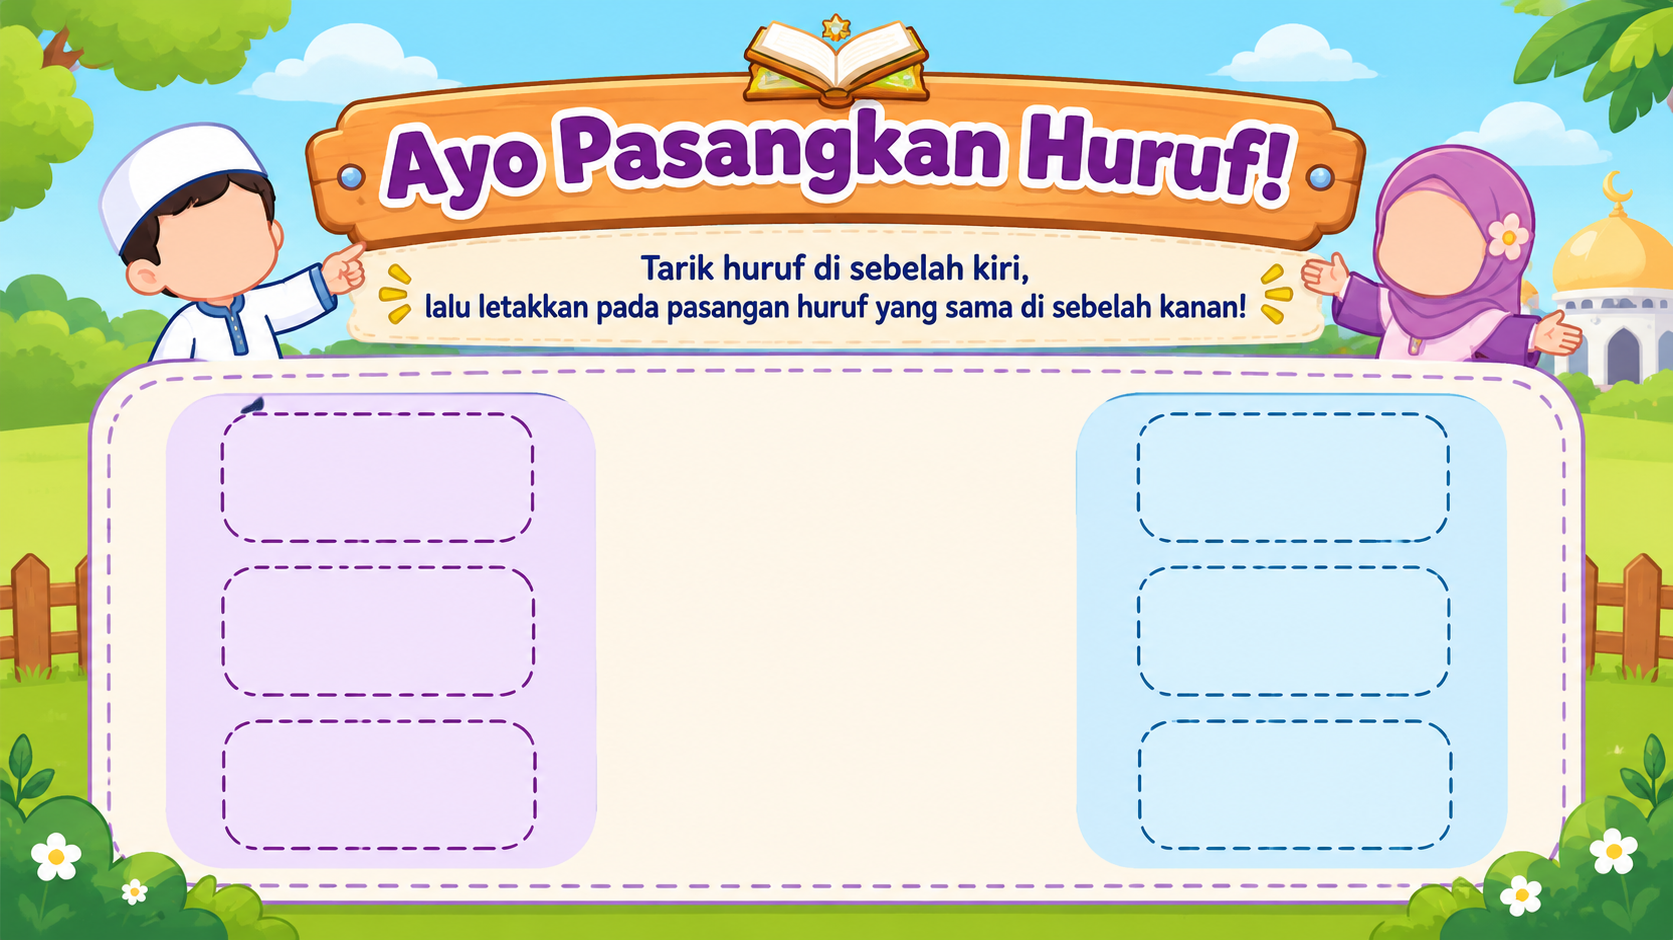 Ayo Pasangkan Huruf!
Tarik huruf di sebelah kiri,
lalu letakkan pada pasangan huruf yang sama di sebelah kanan!